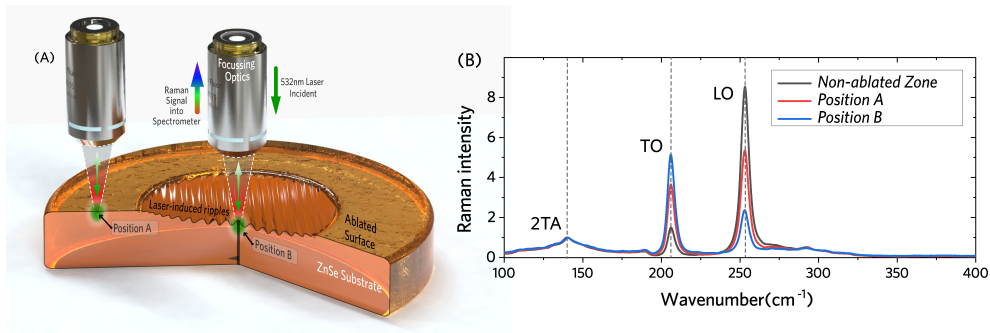 (A)
Focussing
Optics
Raman
Signal
into
Spectrometer
532nm Laser
Incident
Laser-induced ripples
Ablated
Surface
Position A
Position B
ZnSe Substrate
(B)
Raman intensity
8
6
4
2
0
2TA
TO
LO
Non-ablated Zone
Position A
Position B
100 150 200 250 300 350 400
Wavenumber(cm⁻¹)